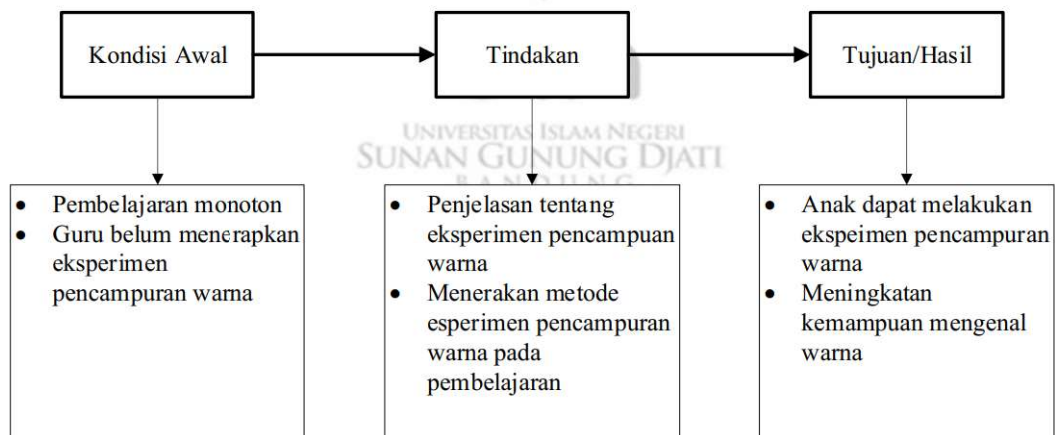 Kondisi Awal
Tindakan
Tujuan/Hasil
UNIVERSITAS ISLAM NEGERI
SUNAN GUNUNG DJATI
BANDUNG
• Pembelajaran monoton
• Guru belum menerapkan
eksperimen
pencampuran warna
• Penjelasan tentang
eksperimen pencampuan
warna
• Menerakan metode
esperimen pencampuran
warna pada
pembelajaran
• Anak dapat melakukan
ekspeimen pencampuran
warna
• Meningkatan
kemampuan mengenal
warna